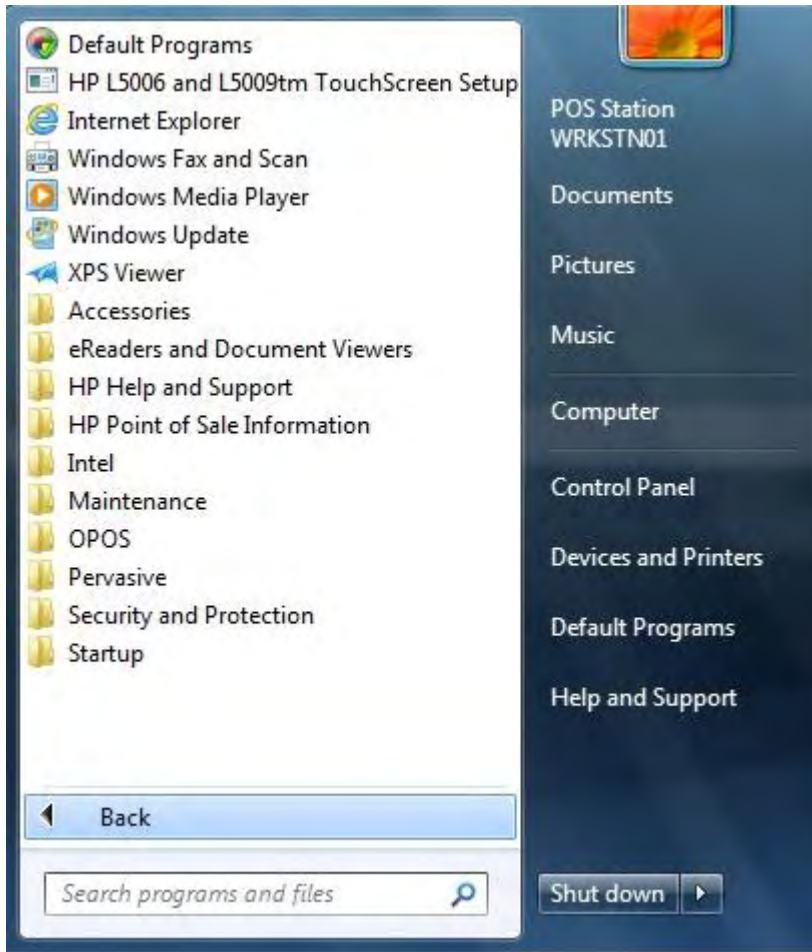 Default Programs
HP L5006 and L5009tm TouchScreen Setup
Internet Explorer
Windows Fax and Scan
Windows Media Player
Windows Update
XPS Viewer
Accessories
eReaders and Document Viewers
HP Help and Support
HP Point of Sale Information
Intel
Maintenance
OPOS
Pervasive
Security and Protection
Startup
Back
Search programs and files
POS Station
WRKSTN01
Documents
Pictures
Music
Computer
Control Panel
Devices and Printers
Default Programs
Help and Support
Shut down